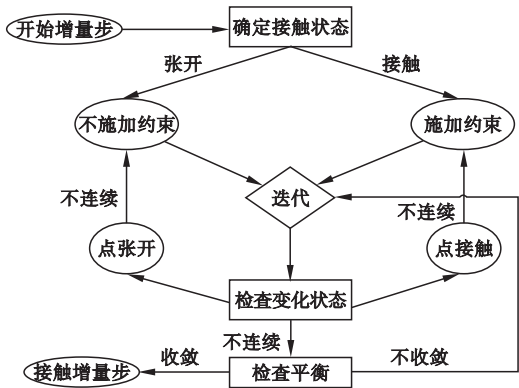 开始增量步
确定接触状态
张开
接触
不施加约束
施加约束
不连续
迭代
不连续
点张开
点接触
检查变化状态
不连续
收敛
不收敛
接触增量步
检查平衡